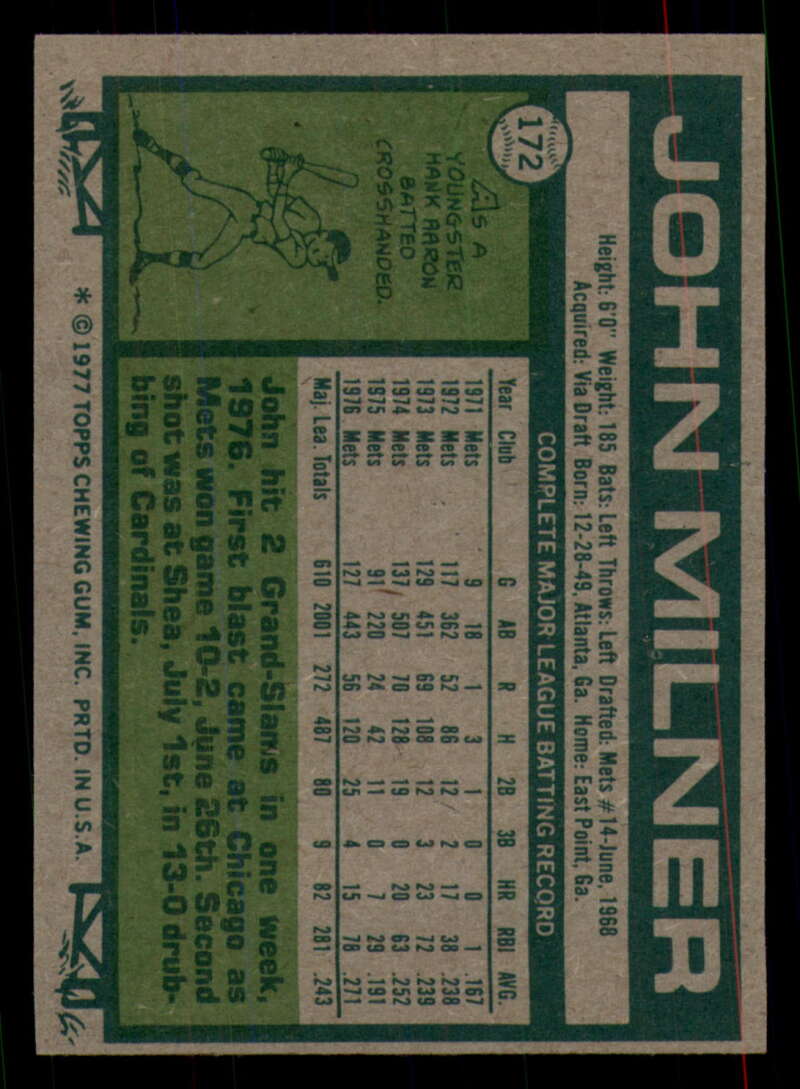 JOHN MILNER
172
Height: 6'0" Weight: 185 Bats: Left Throws: Left Drafted: Mets #14-June, 1968
Acquired: Via Draft Born: 12-28-49, Atlanta, Ga. Home: East Point, Ga.
COMPLETE MAJOR LEAGUE BATTING RECORD
Year Club G AB R H 2B 3B HR RBI AVG.
1971 Mets 9 18 1 3 1 0 0 1 .167
1972 Mets 117 362 52 86 12 2 17 38 .238
1973 Mets 129 451 69 108 12 3 23 72 .239
1974 Mets 137 507 70 128 19 0 20 63 .252
1975 Mets 91 220 24 42 11 0 7 29 .191
1976 Mets 127 443 56 120 25 4 15 78 .271
Maj. Lea. Totals 610 2001 272 487 80 9 82 281 .243
AS A
YOUNGSTER
HANK AARON
BATTED
CROSSHANDED.
John hit 2 Grand-Slams in one week,
1976. First blast came at Chicago as
Mets won game 10-2, June 26th. Second
shot was at Shea, July 1st, in 13-0 drub-
bing of Cardinals.
* © 1977 TOPPS CHEWING GUM, INC. PRTD. IN U.S.A.